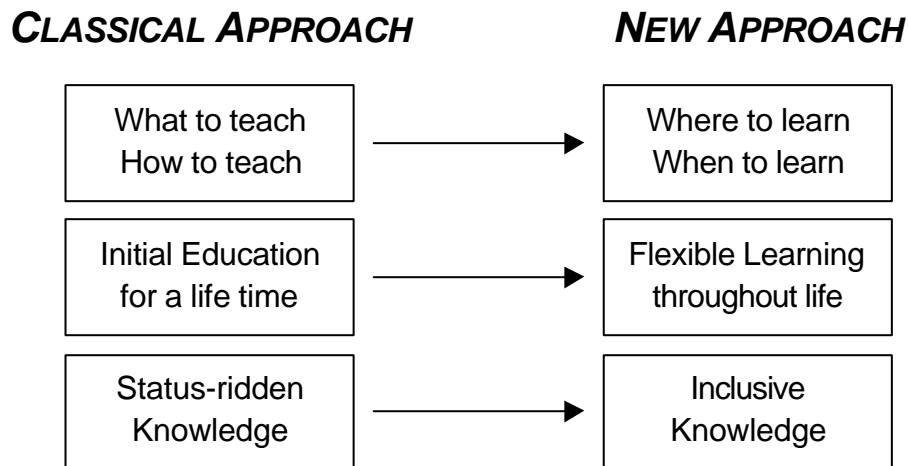 CLASSICAL APPROACH
NEW APPROACH
What to teach
How to teach
Where to learn
When to learn
Initial Education
for a life time
Flexible Learning
throughout life
Status-ridden
Knowledge
Inclusive
Knowledge